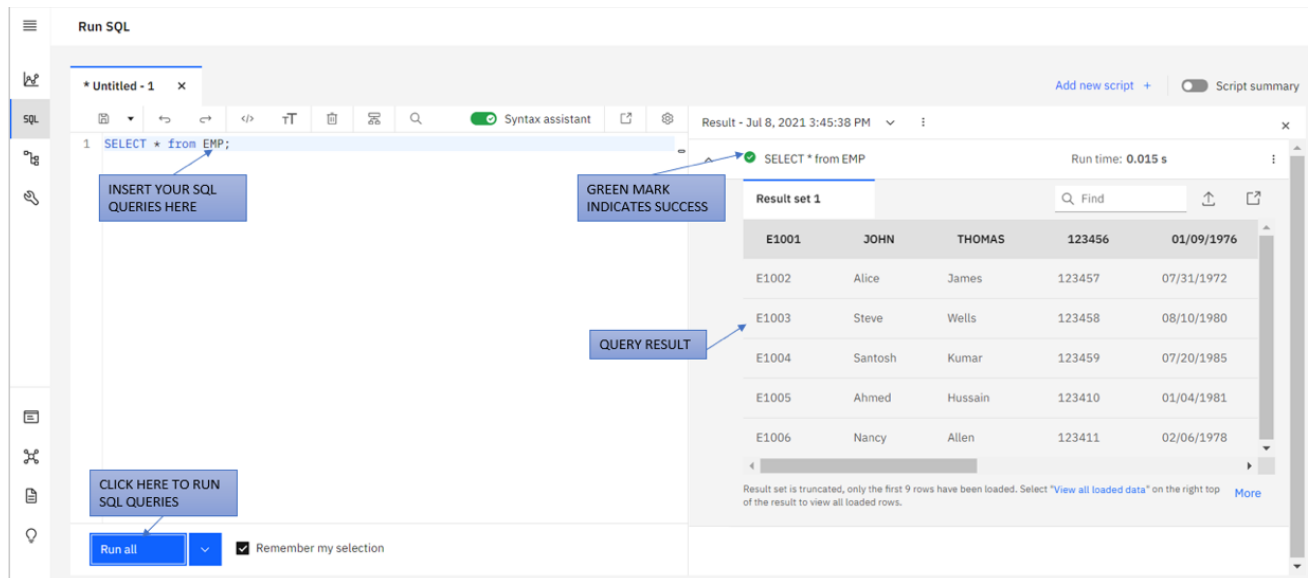 Run SQL
* Untitled - 1 ×
Add new script +
Script summary
SQL
</>
TT
Syntax assistant
Result - Jul 8, 2021 3:45:38 PM
1 SELECT * from EMP;
INSERT YOUR SQL
QUERIES HERE
GREEN MARK
INDICATES SUCCESS
SELECT * from EMP
Run time: 0.015 s
Result set 1
Find
E1001 JOHN THOMAS 123456 01/09/1976
E1002 Alice James 123457 07/31/1972
E1003 Steve Wells 123458 08/10/1980
QUERY RESULT
E1004 Santosh Kumar 123459 07/20/1985
E1005 Ahmed Hussain 123410 01/04/1981
E1006 Nancy Allen 123411 02/06/1978
Result set is truncated, only the first 9 rows have been loaded. Select "View all loaded data" on the right top
of the result to view all loaded rows.
More
CLICK HERE TO RUN
SQL QUERIES
Run all
Remember my selection